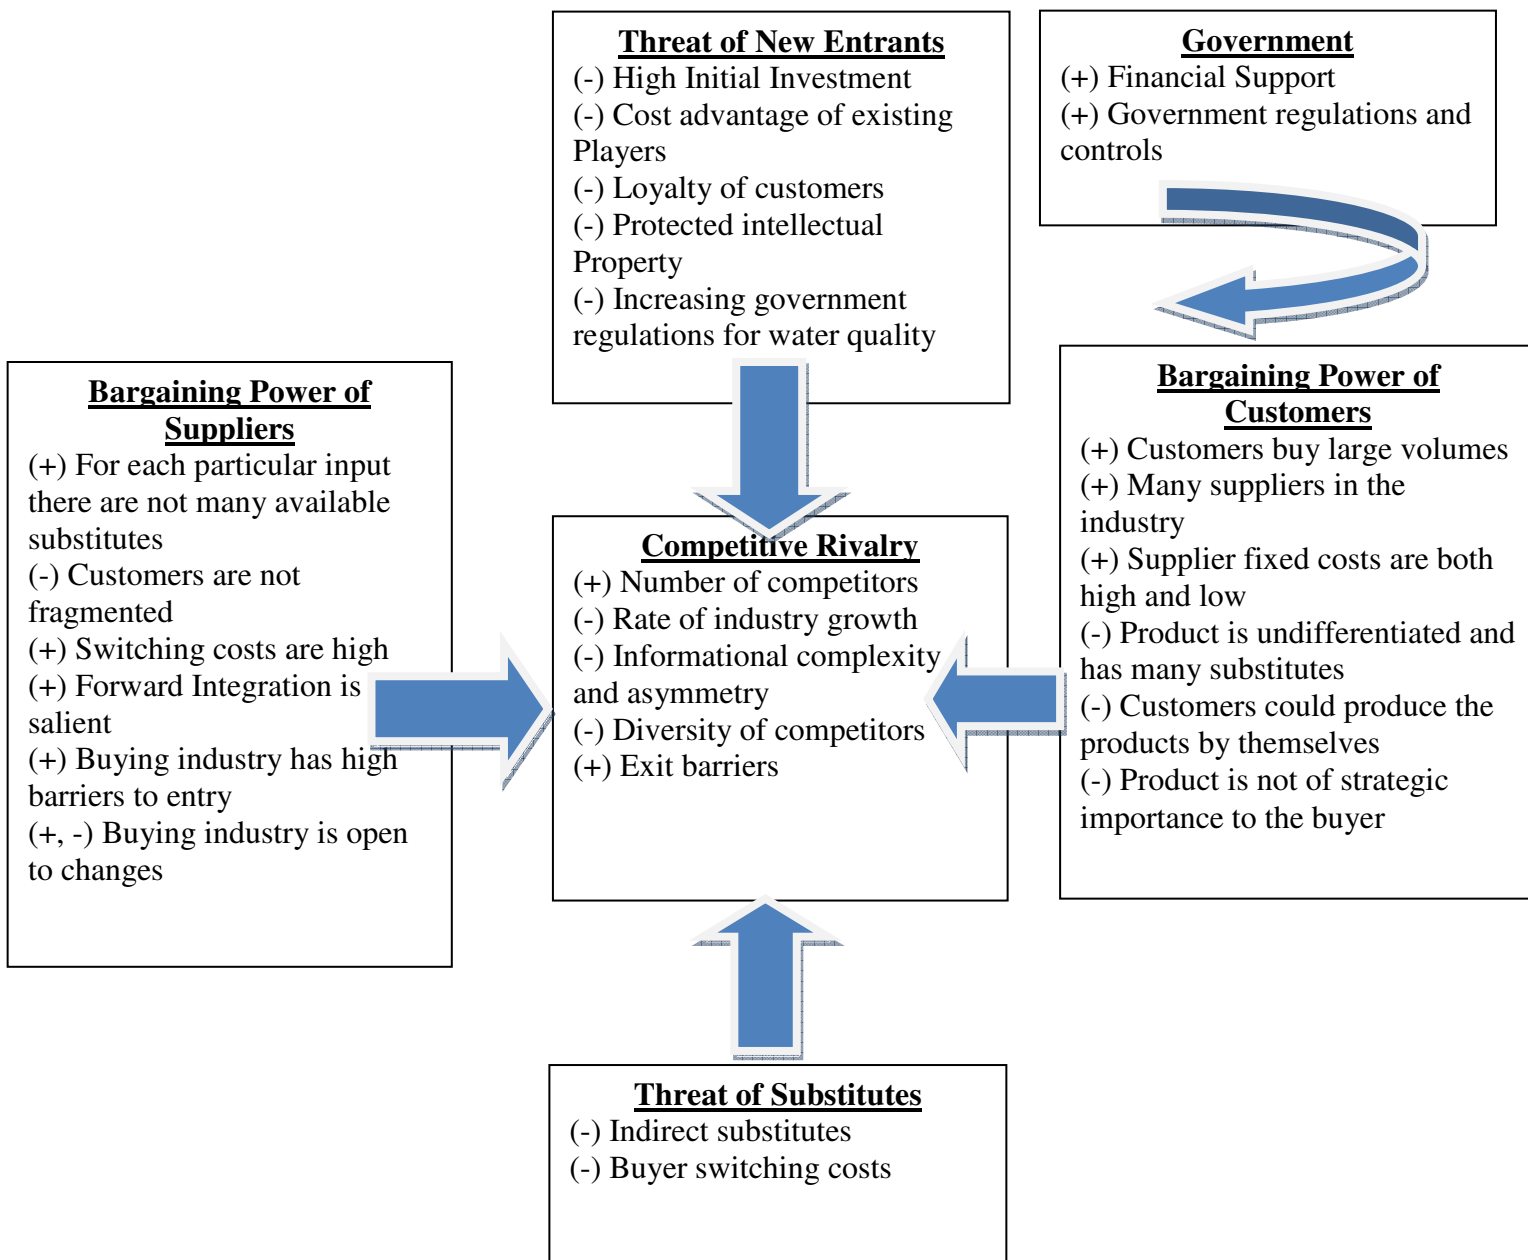 Threat of New Entrants
(-) High Initial Investment
(-) Cost advantage of existing
Players
(-) Loyalty of customers
(-) Protected intellectual
Property
(-) Increasing government
regulations for water quality
Government
(+) Financial Support
(+) Government regulations and
controls
Bargaining Power of
Suppliers
(+) For each particular input
there are not many available
substitutes
(-) Customers are not
fragmented
(+) Switching costs are high
(+) Forward Integration is
salient
(+) Buying industry has high
barriers to entry
(+, -) Buying industry is open
to changes
Competitive Rivalry
(+) Number of competitors
(-) Rate of industry growth
(-) Informational complexity
and asymmetry
(-) Diversity of competitors
(+) Exit barriers
Bargaining Power of
Customers
(+) Customers buy large volumes
(+) Many suppliers in the
industry
(+) Supplier fixed costs are both
high and low
(-) Product is undifferentiated and
has many substitutes
(-) Customers could produce the
products by themselves
(-) Product is not of strategic
importance to the buyer
Threat of Substitutes
(-) Indirect substitutes
(-) Buyer switching costs